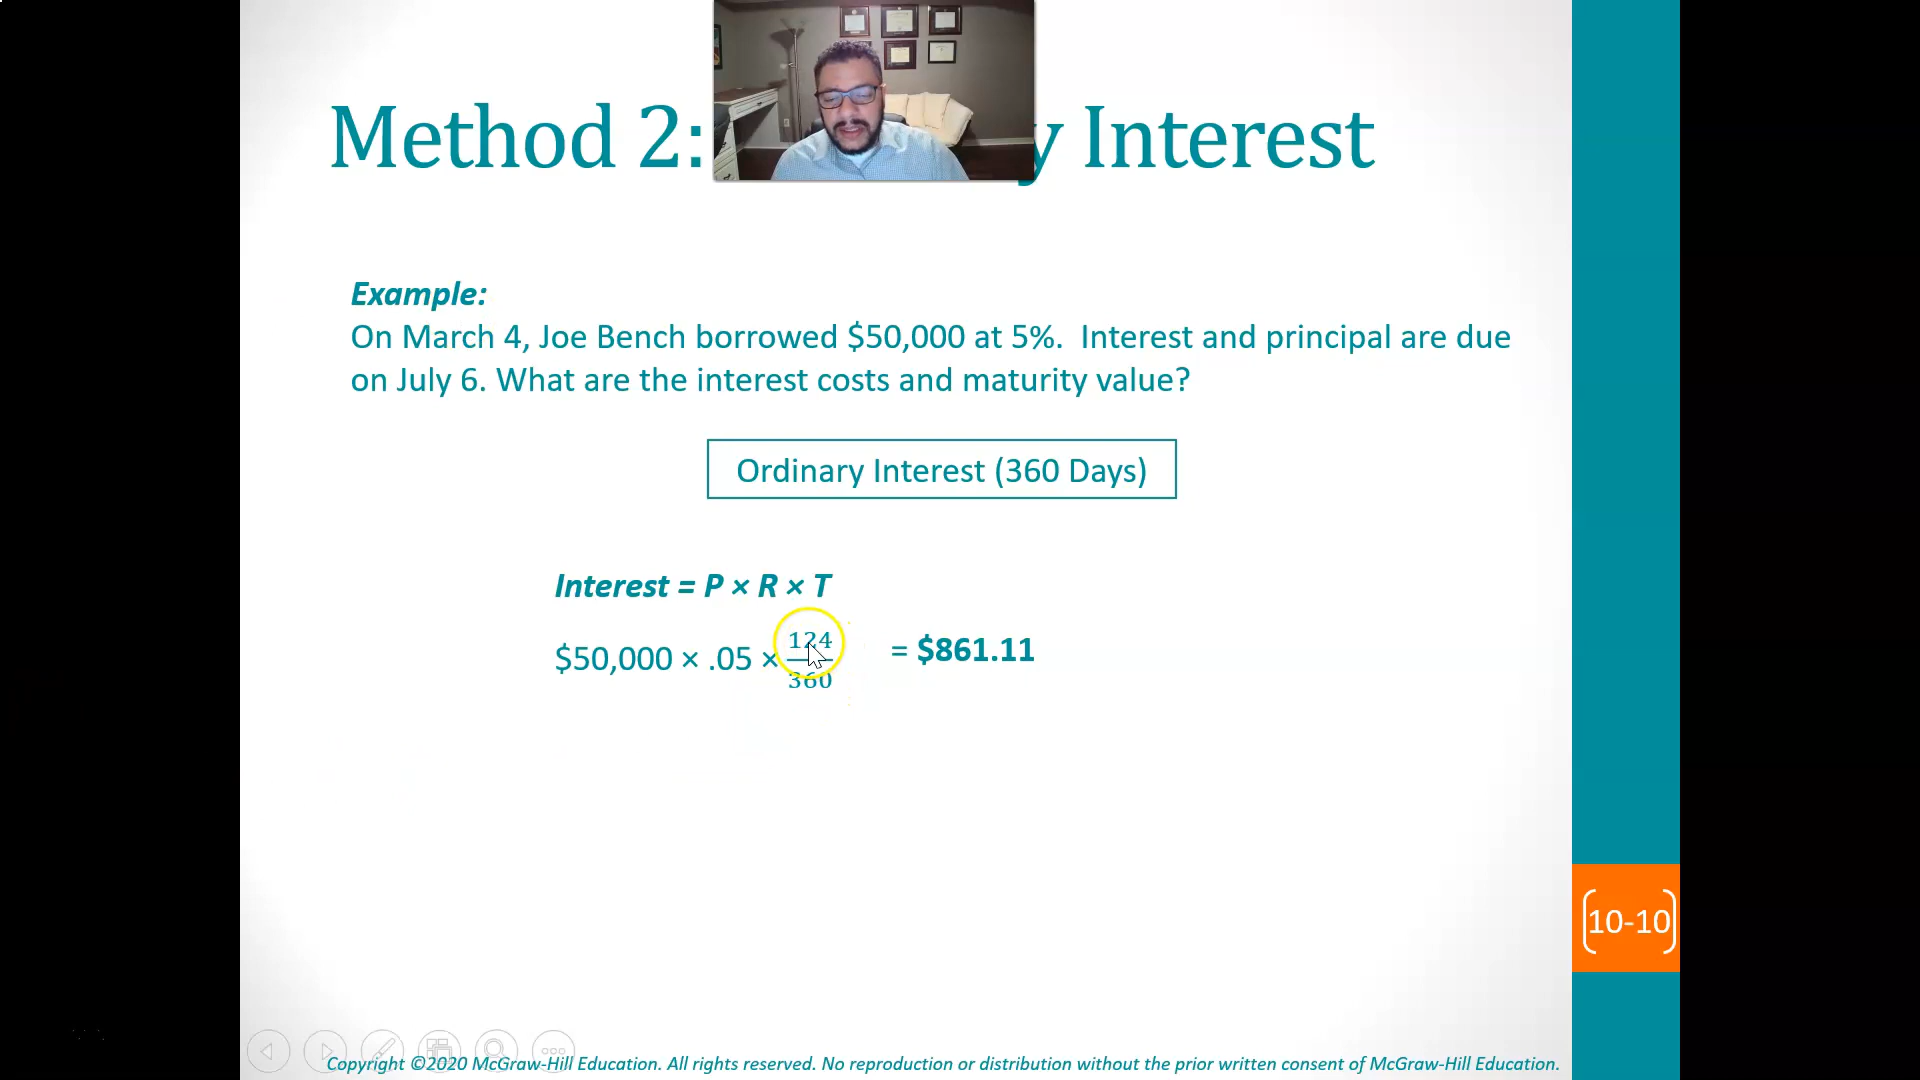 Method 2: y Interest
Example:
On March 4, Joe Bench borrowed $50,000 at 5%. Interest and principal are due
on July 6. What are the interest costs and maturity value?
Ordinary Interest (360 Days)
Interest = P × R × T
$50,000 × .05 × 124/360 = $861.11
10-10
Copyright ©2020 McGraw-Hill Education. All rights reserved. No reproduction or distribution without the prior written consent of McGraw-Hill Education.